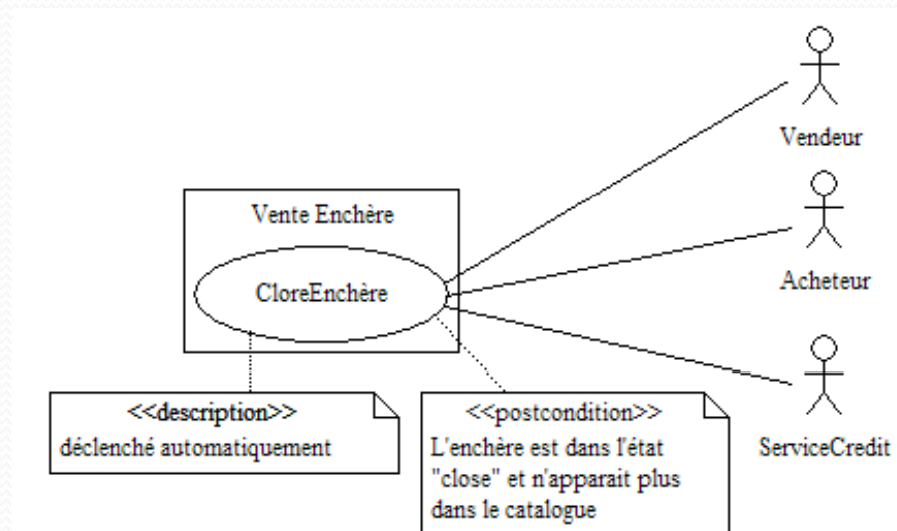 Vendeur
Vente Enchère
CloreEnchère
Acheteur
<<description>>
déclenché automatiquement
<<postcondition>>
L'enchère est dans l'état
"close" et n'apparait plus
dans le catalogue
ServiceCredit